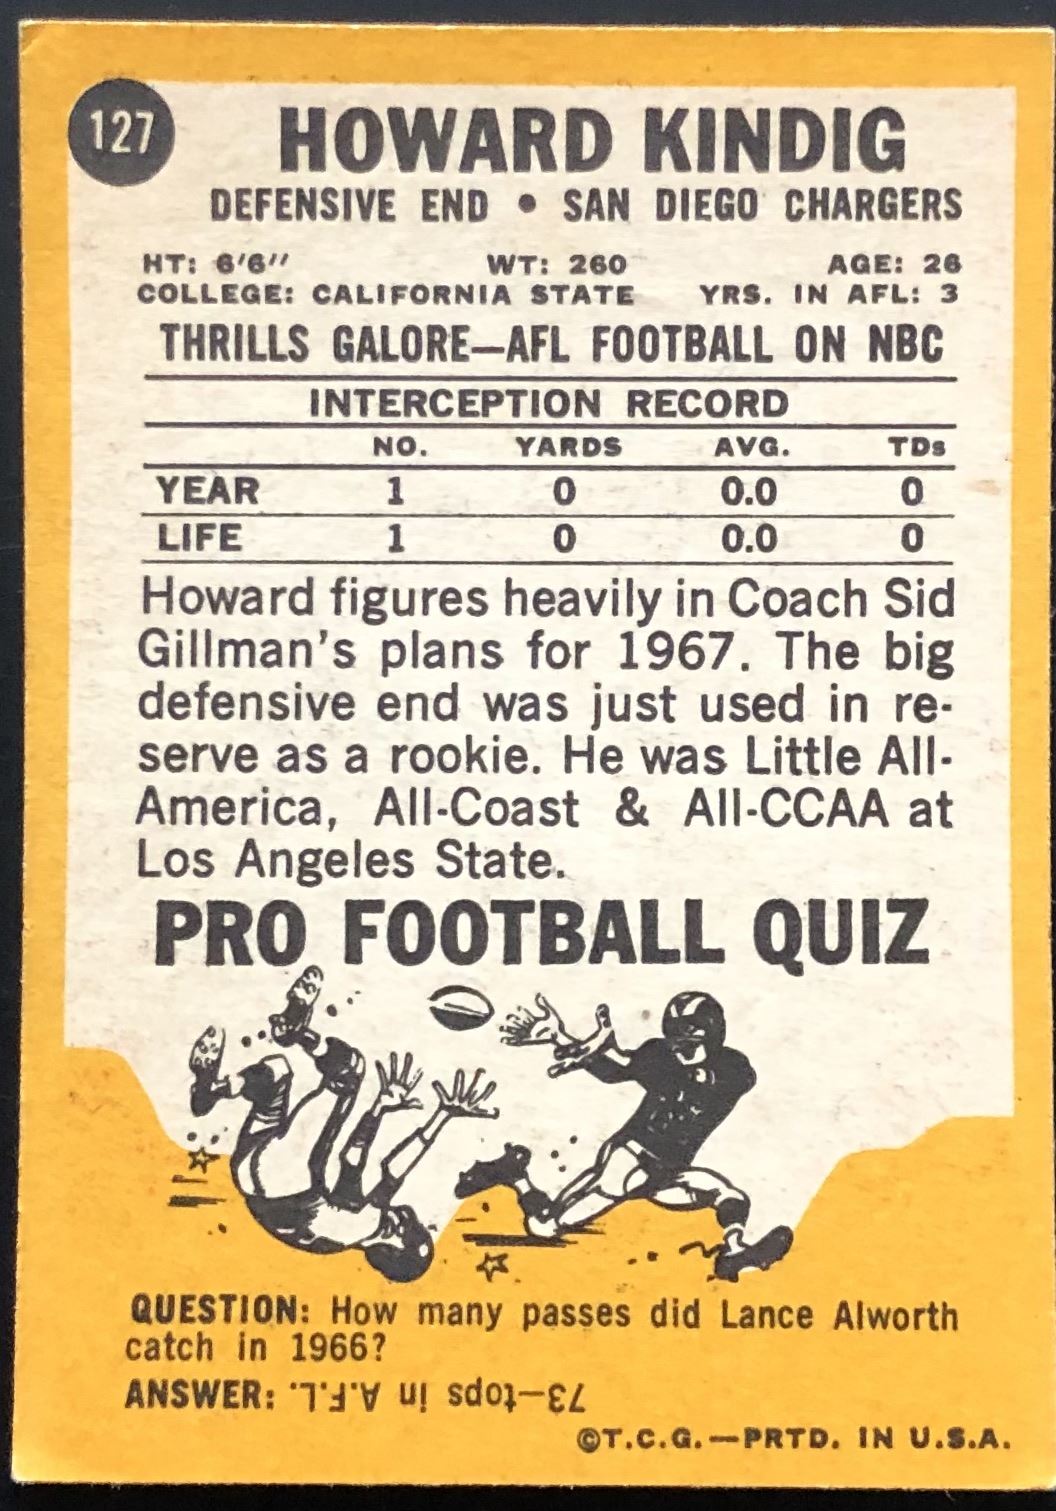 127
HOWARD KINDIG
DEFENSIVE END • SAN DIEGO CHARGERS
HT: 6'6" WT: 260 AGE: 26
COLLEGE: CALIFORNIA STATE YRS. IN AFL: 3
THRILLS GALORE—AFL FOOTBALL ON NBC
INTERCEPTION RECORD
NO. YARDS AVG. TDs
YEAR 1 0 0.0 0
LIFE 1 0 0.0 0
Howard figures heavily in Coach Sid
Gillman's plans for 1967. The big
defensive end was just used in re-
serve as a rookie. He was Little All-
America, All-Coast & All-CCAA at
Los Angeles State.
PRO FOOTBALL QUIZ
QUESTION: How many passes did Lance Alworth
catch in 1966?
ANSWER: 73—tops in A.F.L.
©T.C.G.—PRTD. IN U.S.A.